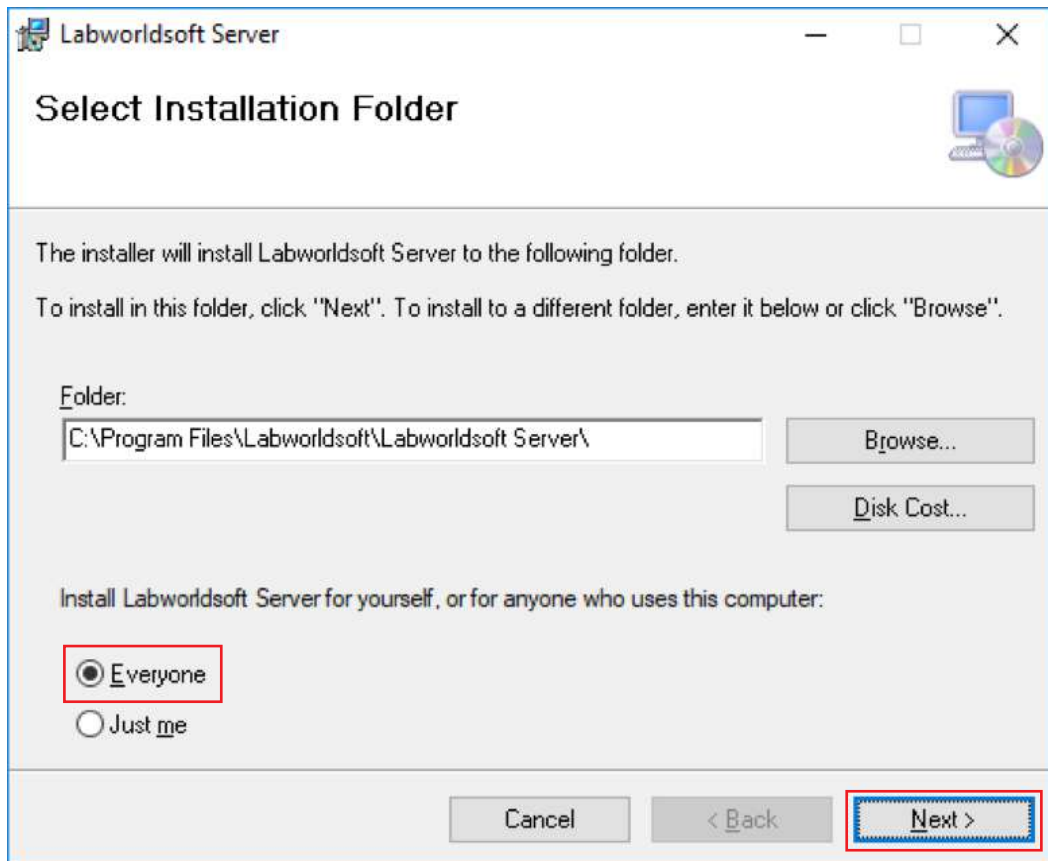 Labworldsoft Server
Select Installation Folder
The installer will install Labworldsoft Server to the following folder.
To install in this folder, click "Next". To install to a different folder, enter it below or click "Browse".
Folder:
C:\Program Files\Labworldsoft\Labworldsoft Server\
Browse...
Disk Cost...
Install Labworldsoft Server for yourself, or for anyone who uses this computer:
Everyone
Just me
Cancel
< Back
Next >